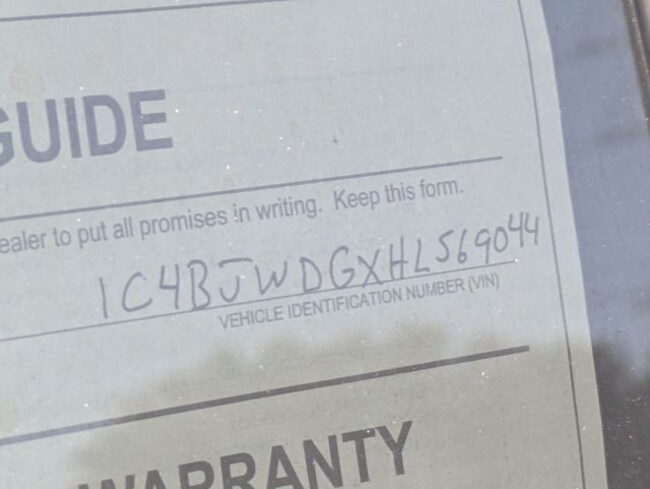 GUIDE
ealer to put all promises in writing. Keep this form.
1C4BJWDGXHL569044
VEHICLE IDENTIFICATION NUMBER (VIN)
WARRANTY